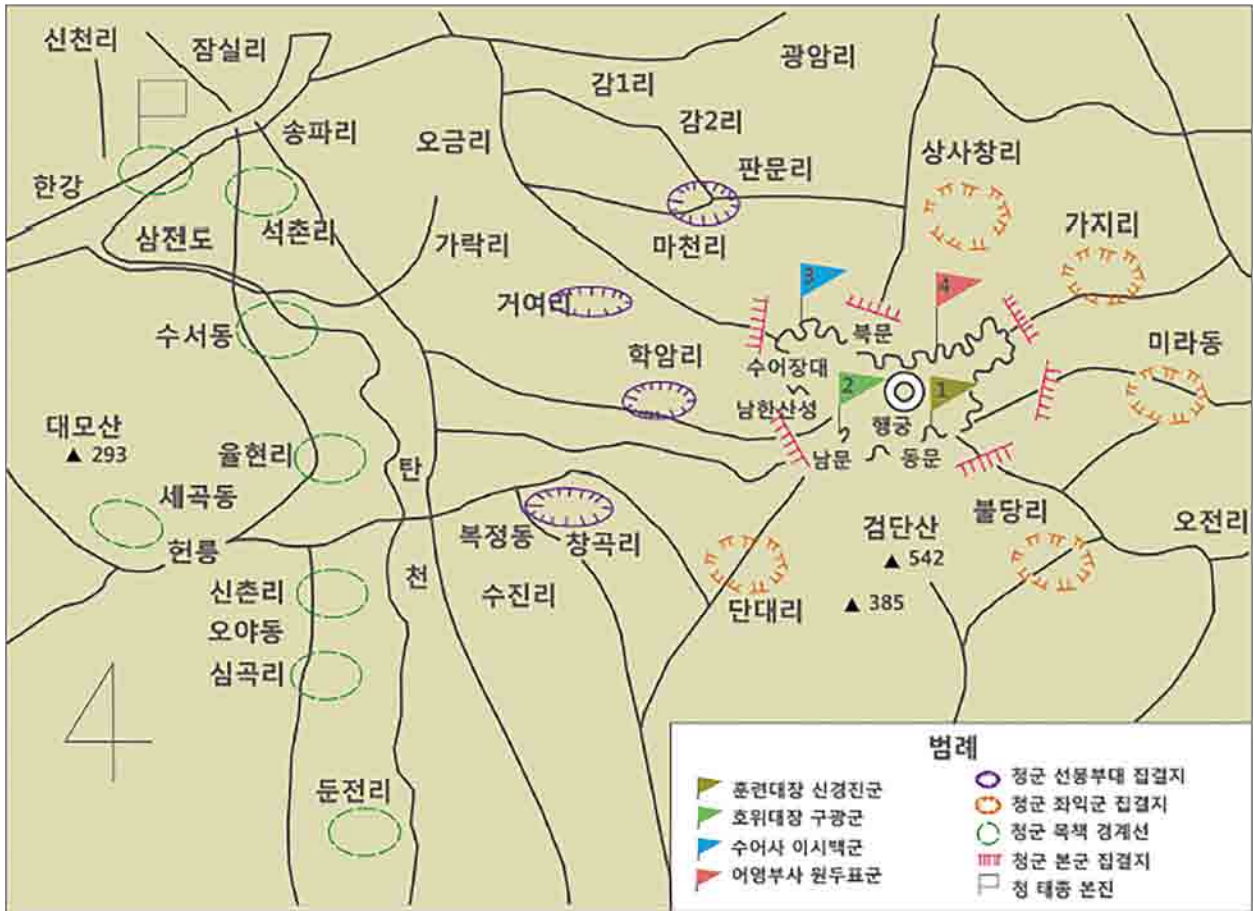 신천리
잠실리
광암리
감1리
감2리
송파리
오금리
상사창리
판문리
한강
삼전도
석촌리
가락리
마천리
가지리
거여리
3
4
북문
수서동
학암리
수어장대
미라동
2
1
남한산성
행궁
대모산
▲ 293
율현리
남문
동문
탄
세곡동
복정동
창곡리
검단산
불당리
오전리
▲ 542
헌릉
천
신촌리
수진리
단대리
▲ 385
오야동
심곡리
둔전리
4
범례
훈련대장 신경진군
호위대장 구광군
수어사 이시백군
어영부사 원두표군
청군 선봉부대 집결지
청군 좌익군 집결지
청군 목책 경계선
청군 본군 집결지
청 태종 본진